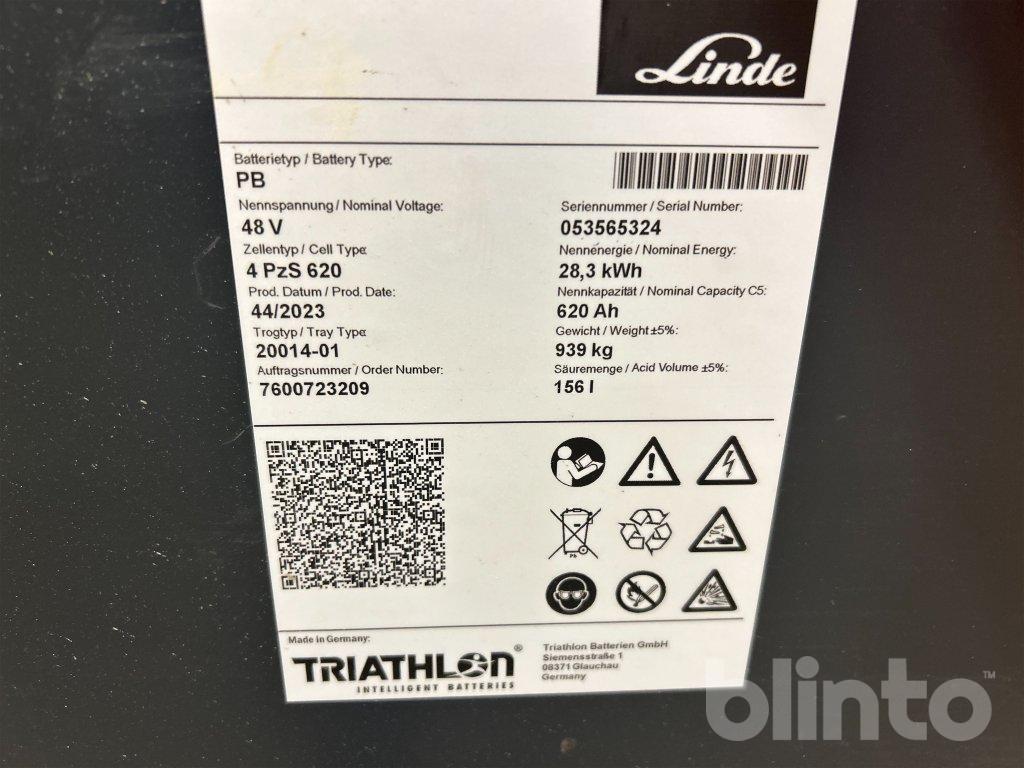 Linde
Batterietyp / Battery Type:
PB
Nennspannung / Nominal Voltage:
48 V
Zellentyp / Cell Type:
4 PzS 620
Prod. Datum / Prod. Date:
44/2023
Trogtyp / Tray Type:
20014-01
Auftragsnummer / Order Number:
7600723209
Seriennummer / Serial Number:
053565324
Nennenergie / Nominal Energy:
28,3 kWh
Nennkapazität / Nominal Capacity C5:
620 Ah
Gewicht / Weight ±5%:
939 kg
Säuremenge / Acid Volume ±5%:
156 l
Pb
Made in Germany:
TRIATHLON®
INTELLIGENT BATTERIES
Triathlon Batterien GmbH
Siemensstraße 1
08371 Glauchau
Germany
blinto™